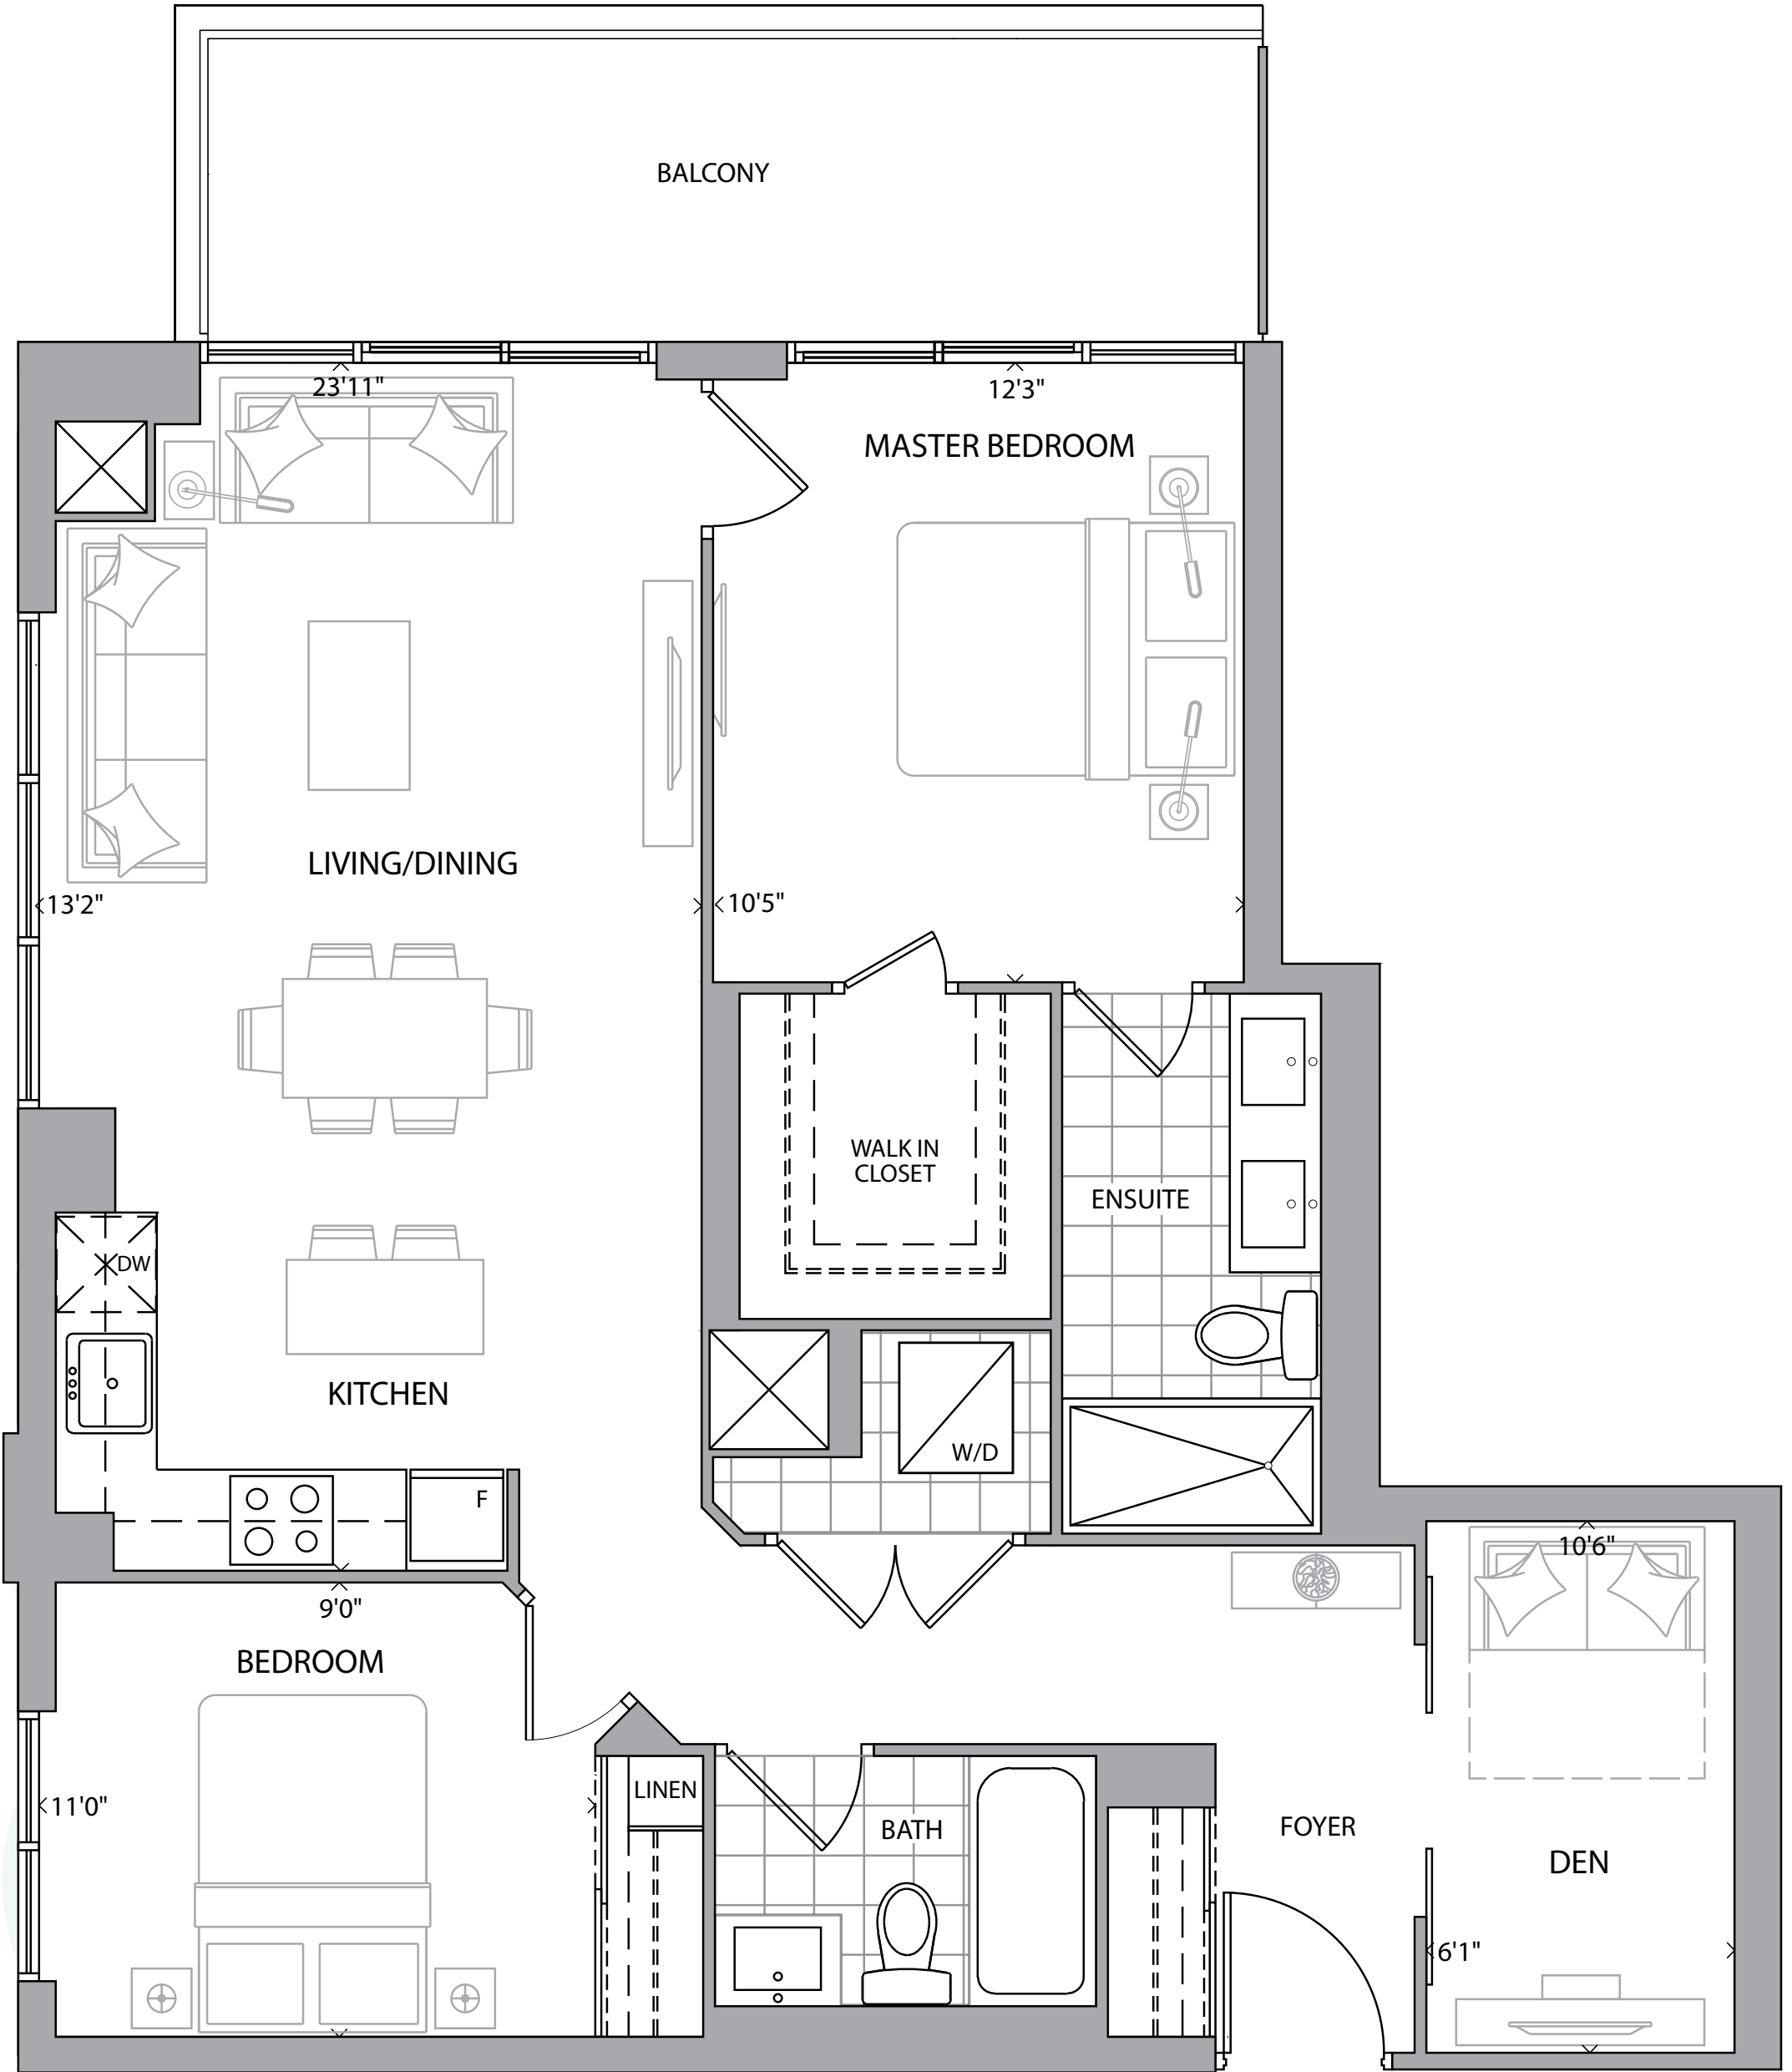 BALCONY
23'11"
12'3"
MASTER BEDROOM
LIVING/DINING
13'2"
10'5"
WALK IN
CLOSET
ENSUITE
DW
KITCHEN
W/D
F
10'6"
9'0"
BEDROOM
11'0"
LINEN
BATH
FOYER
DEN
6'1"